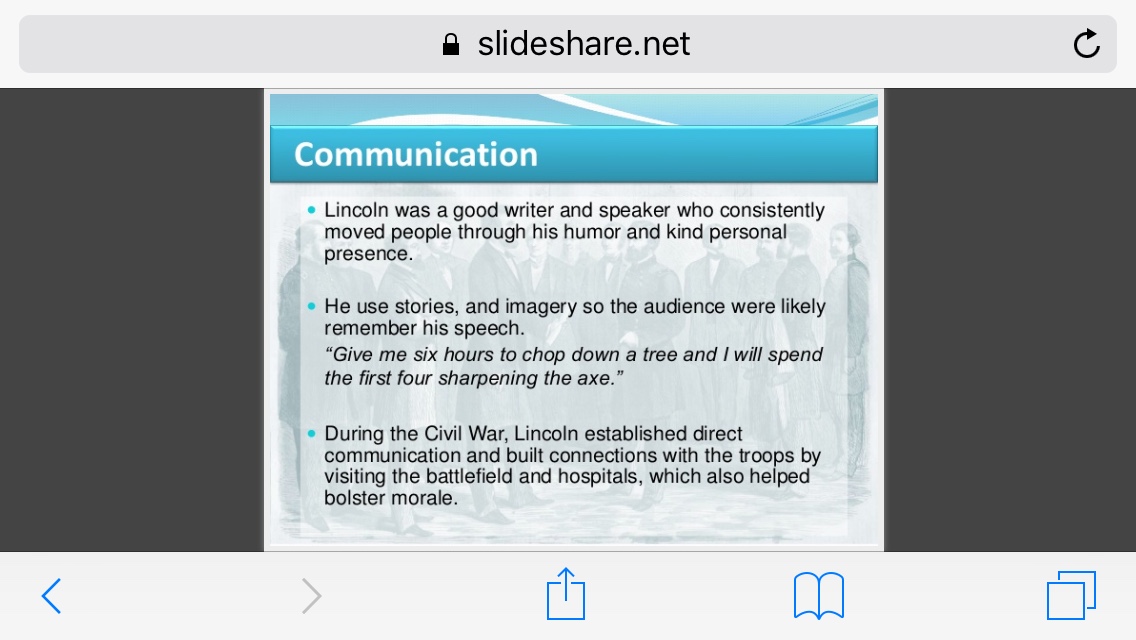 slideshare.net
Communication
• Lincoln was a good writer and speaker who consistently
moved people through his humor and kind personal
presence.
• He use stories, and imagery so the audience were likely
remember his speech.
“Give me six hours to chop down a tree and I will spend
the first four sharpening the axe.”
• During the Civil War, Lincoln established direct
communication and built connections with the troops by
visiting the battlefield and hospitals, which also helped
bolster morale.